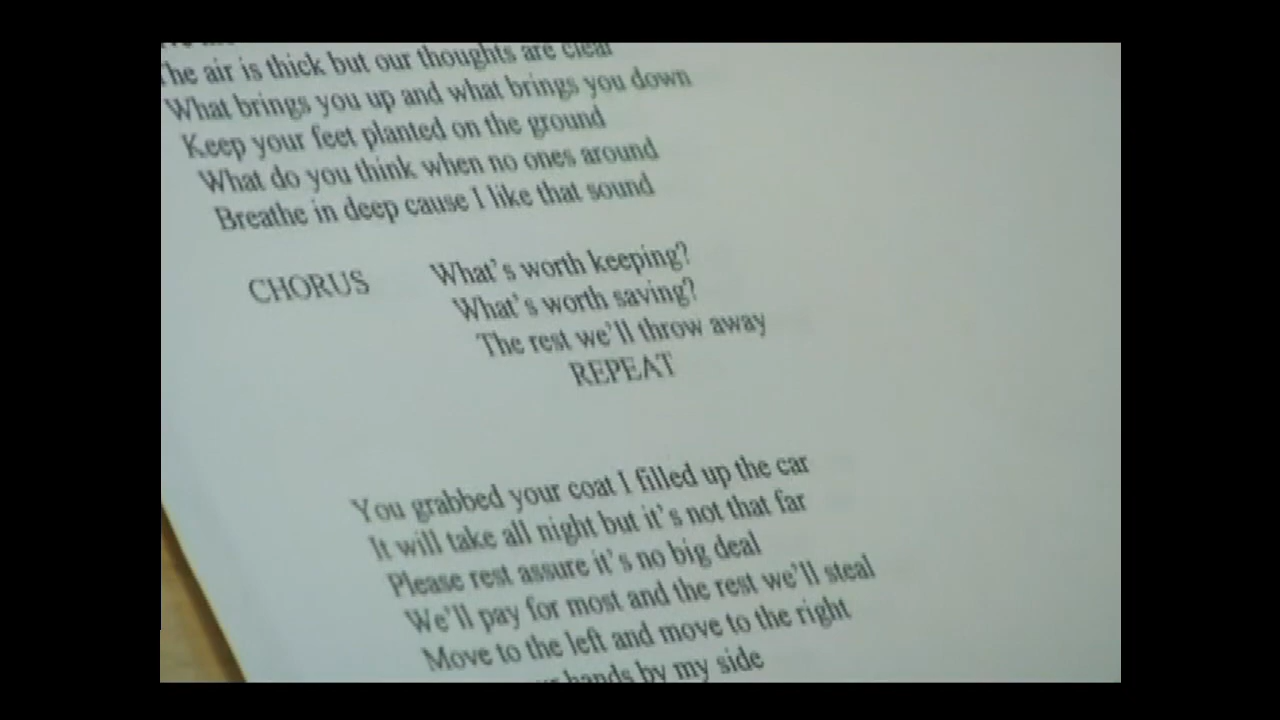 The air is thick but our thoughts are clear
What brings you up and what brings you down
Keep your feet planted on the ground
What do you think when no ones around
Breathe in deep cause I like that sound
CHORUS What's worth keeping?
What's worth saving?
The rest we'll throw away
REPEAT
You grabbed your coat I filled up the car
It will take all night but it's not that far
Please rest assure it's no big deal
We'll pay for most and the rest we'll steal
Move to the left and move to the right
hands by my side